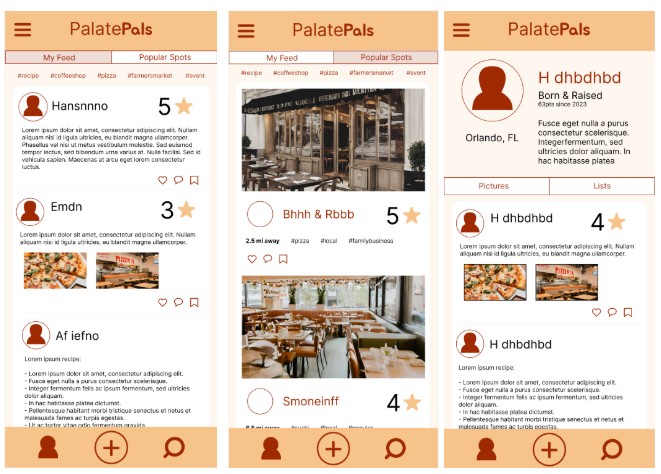 PalatePals
My Feed
Popular Spots
#recipe #coffeeshop #pizza #farmersmarket #event
Hansnnno
5
Lorem ipsum dolor sit amet, consectetur adipiscing elit. Nullam
aliquam nisi id ligula ultricies, eu blandit magna ullamcorper.
Phasellus vel nisi ut metus vestibulum molestie. Sed euismod
tempor lectus, sed bibendum urna varius at. Nulla facilisi. Sed id
vehicula sapien. Maecenas at arcu eget lorem consectetur
luctus.
Emdn
3
Lorem ipsum dolor sit amet, consectetur adipiscing elit. Nullam
aliquam nisi id ligula ultricies, eu blandit magna ullamcorper.
Af iefno
Lorem ipsum recipe:
- Lorem ipsum dolor sit amet, consectetur adipiscing elit.
- Fusce eget nulla a purus consectetur scelerisque.
- Integer fermentum felis ac ipsum fermentum, sed ultricies
dolor aliquam.
- In hac habitasse platea dictumst.
- Pellentesque habitant morbi tristique senectus et netus et
malesuada fames ac turpis egestas.
PalatePals
My Feed
Popular Spots
#recipe #coffeeshop #pizza #farmersmarket #event
Bhhh & Rbbb
5
2.5 mi away #pizza #local #familybusiness
Smoneinff
4
PalatePals
H dhbdhbd
Born & Raised
63pts since 2023
Orlando, FL
Fusce eget nulla a purus
consectetur scelerisque.
Integer fermentum, sed
ultricies dolor aliquam. In
hac habitasse platea
Pictures
Lists
H dhbdhbd
4
Lorem ipsum dolor sit amet, consectetur adipiscing elit. Nullam
aliquam nisi id ligula ultricies, eu blandit magna ullamcorper.
H dhbdhbd
Lorem ipsum recipe:
- Lorem ipsum dolor sit amet, consectetur adipiscing elit.
- Fusce eget nulla a purus consectetur scelerisque.
- Integer fermentum felis ac ipsum fermentum, sed ultricies
dolor aliquam.
- In hac habitasse platea dictumst.
- Pellentesque habitant morbi tristique senectus et netus et
malesuada fames ac turpis egestas.